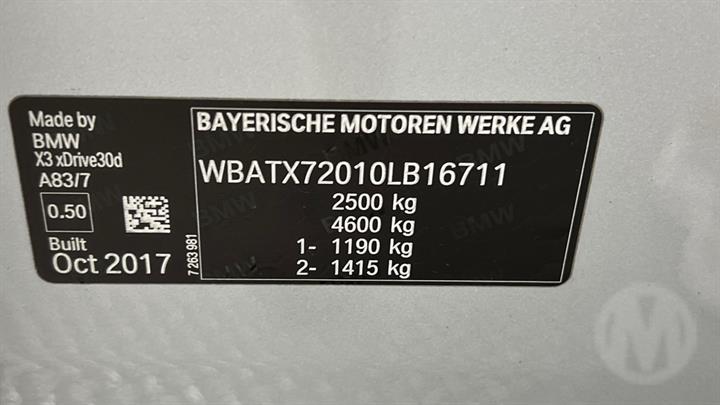 Made by
BMW
X3 xDrive30d
A83/7
0.50
Built
Oct 2017
7 263 981
BAYERISCHE MOTOREN WERKE AG
WBATX72010LB16711
2500 kg
4600 kg
1- 1190 kg
2- 1415 kg
M